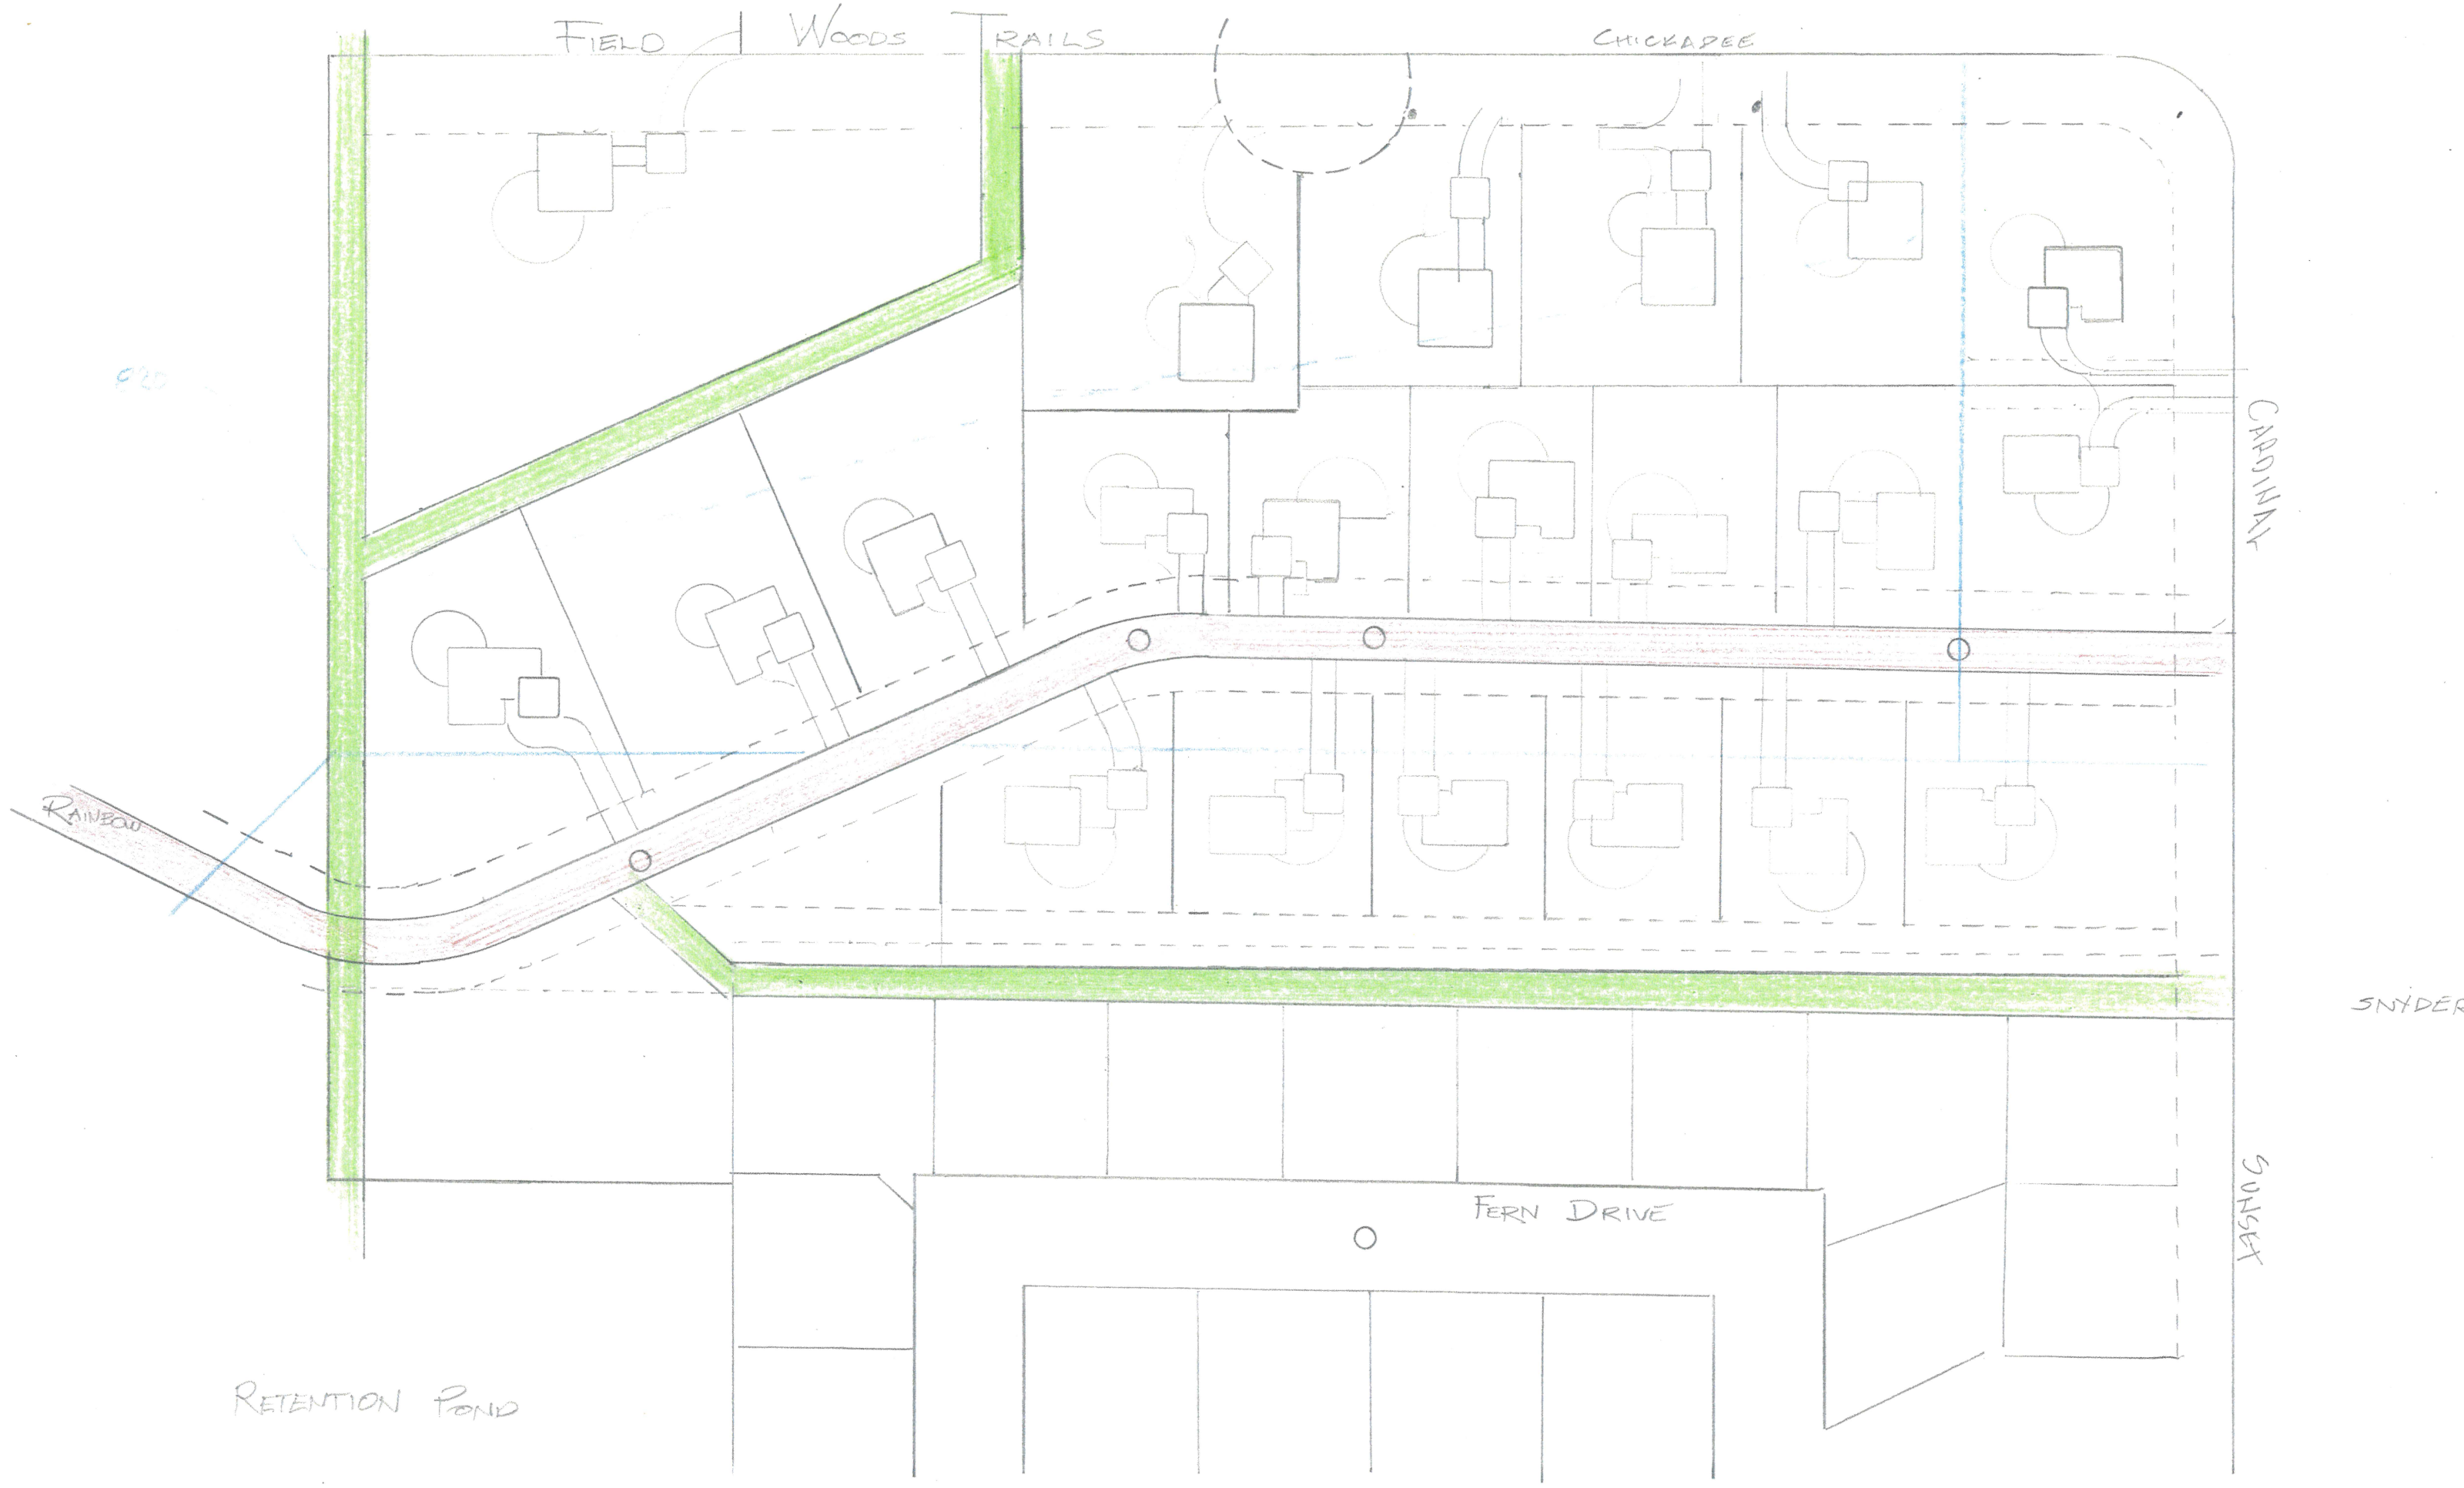 FIELD WOODS TRAILS
CHICKADEE
CARDINAL
RAINBOW
SNYDER
FERN DRIVE
SUNSET
RETENTION POND